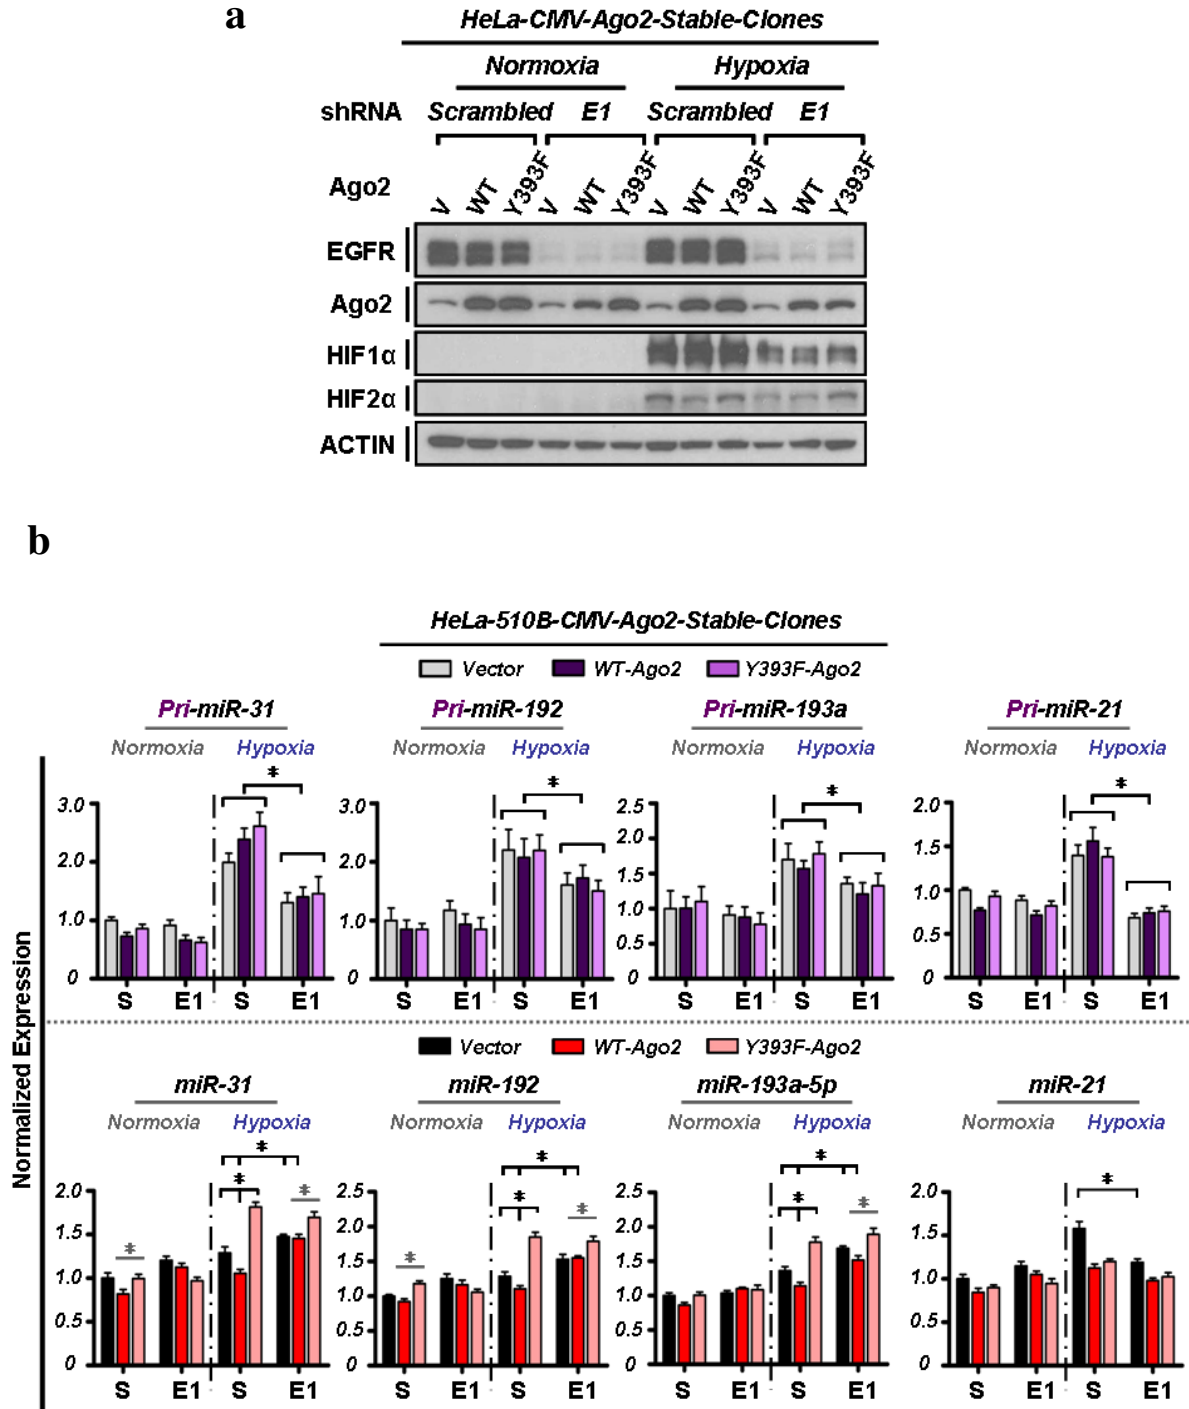 a
HeLa-CMV-Ago2-Stable-Clones
Normoxia Hypoxia
shRNA Scrambled E1 Scrambled E1
Ago2 V WT Y393F V WT Y393F V WT Y393F V WT Y393F
EGFR
Ago2
HIF1α
HIF2α
ACTIN
b
HeLa-510B-CMV-Ago2-Stable-Clones
Vector WT-Ago2 Y393F-Ago2
Pri-miR-31 Pri-miR-192 Pri-miR-193a Pri-miR-21
Normoxia Hypoxia Normoxia Hypoxia Normoxia Hypoxia Normoxia Hypoxia
* * * *
3.0 3.0 2.5 2.0
2.0 2.0 2.0 1.5
1.0 1.0 1.5 1.0
0 0 1.0 0.5
0.5 0
0
S E1 S E1 S E1 S E1 S E1 S E1 S E1 S E1
Normalized Expression
Vector WT-Ago2 Y393F-Ago2
miR-31 miR-192 miR-193a-5p miR-21
Normoxia Hypoxia Normoxia Hypoxia Normoxia Hypoxia Normoxia Hypoxia
* * * * * * * * * * * *
2.0 2.5 2.5 2.0
1.5 2.0 2.0 1.5
1.0 1.5 1.5 1.0
0.5 1.0 1.0 0.5
0 0.5 0.5 0
0 0
S E1 S E1 S E1 S E1 S E1 S E1 S E1 S E1